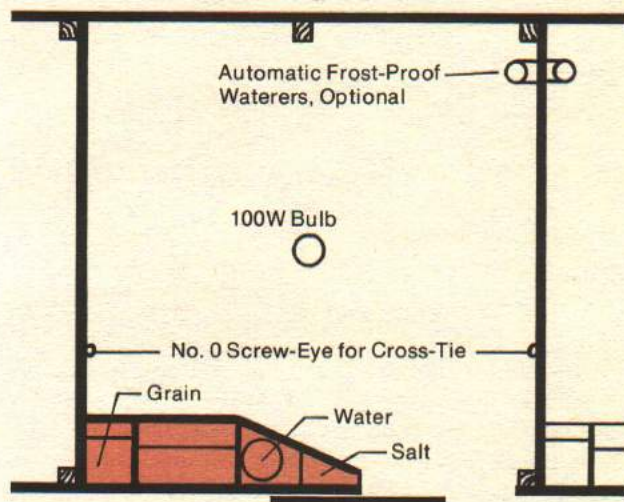 Automatic Frost-Proof
Waterers, Optional
100W Bulb
No. 0 Screw-Eye for Cross-Tie
Grain
Water
Salt